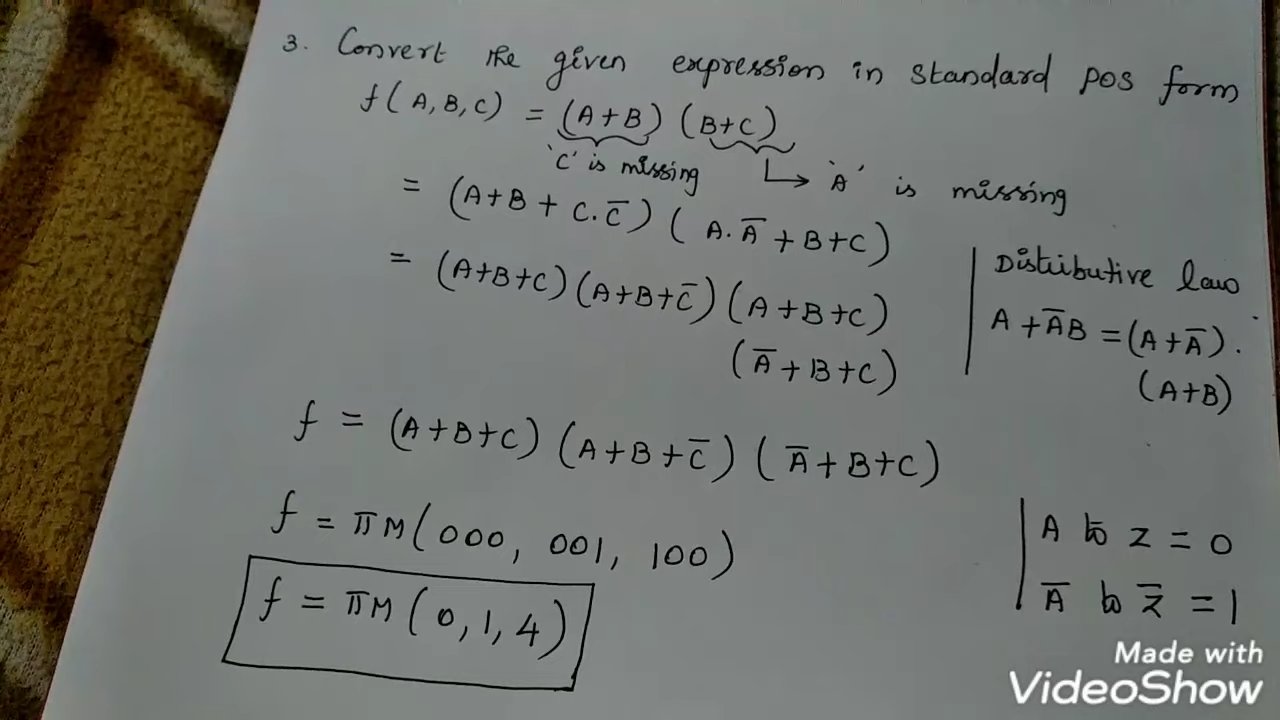 3. Convert the given expression in standard POS form
f(A,B,C) = (A+B) (B+C)
'C' is missing → 'A' is missing
= (A+B + C.C̅) ( A.A̅ + B+C)
= (A+B+C) (A+B+C̅) (A+B+C)
(A̅+B+C)
Distributive law
A + A̅B = (A+A̅).
(A+B)
f = (A+B+C) (A+B+C̅) ( A̅+B+C)
f = πM(000, 001, 100)
f = πM(0,1,4)
A to z = 0
A̅ to z̅ = 1
Made with
VideoShow